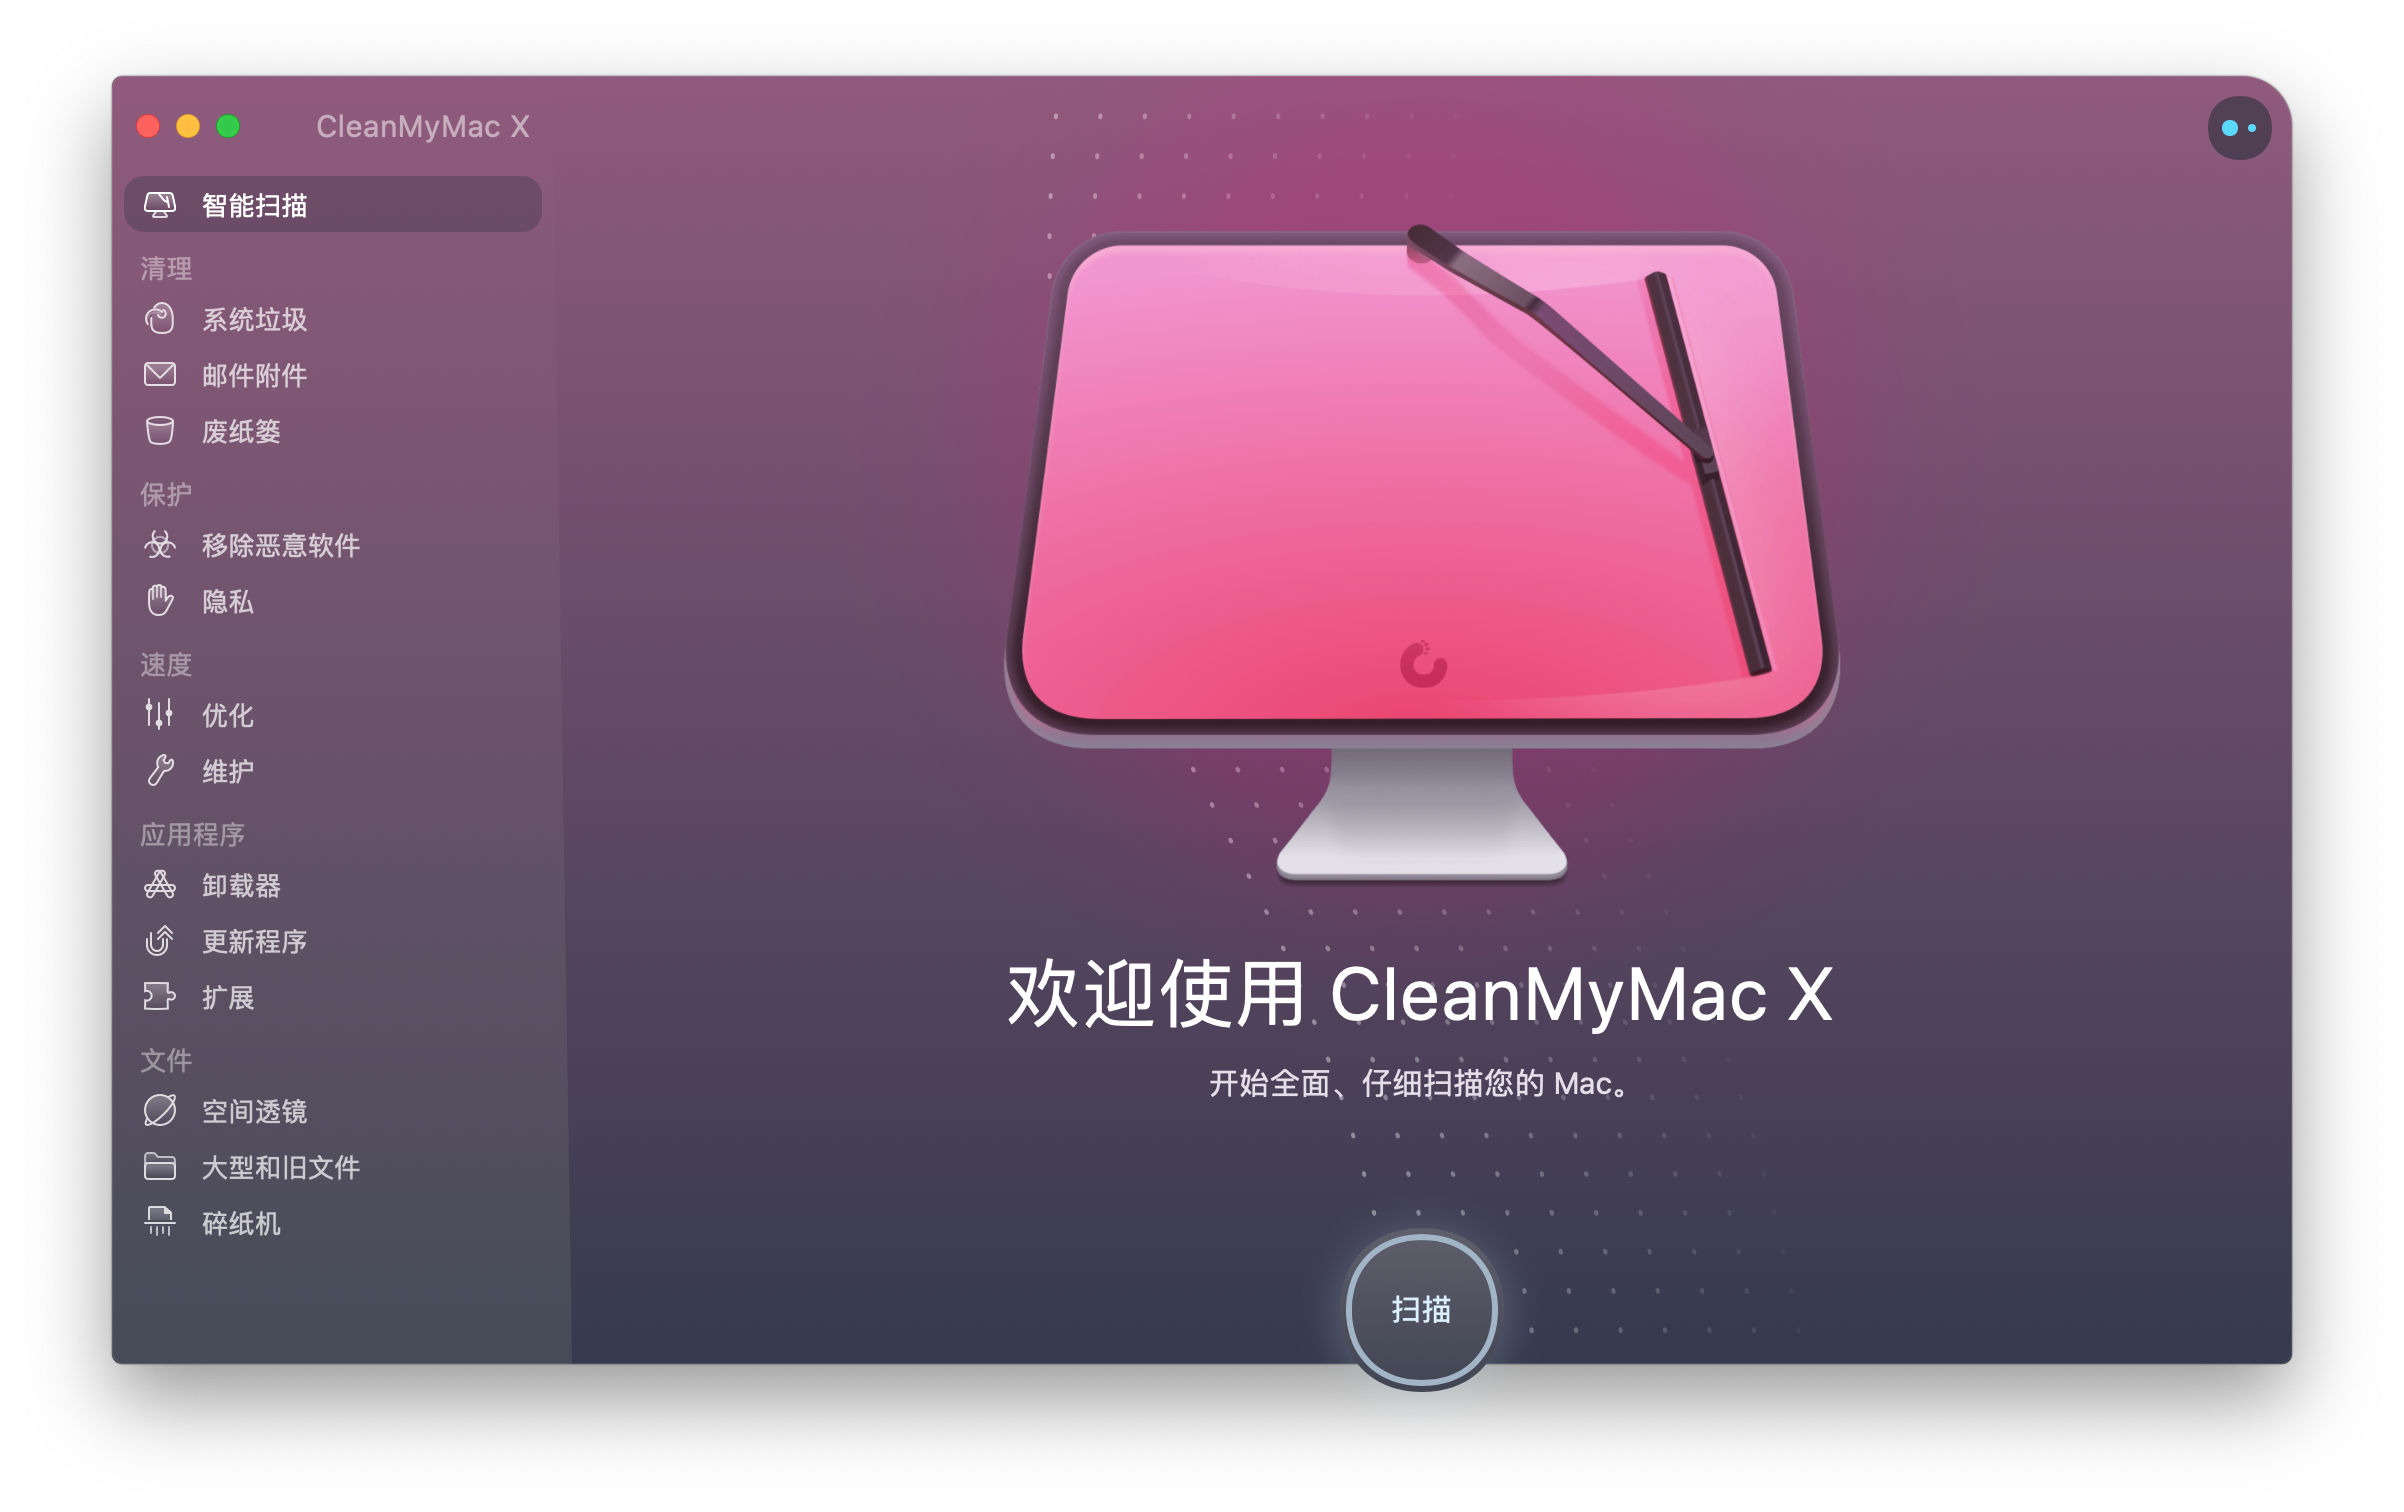 CleanMyMac X
智能扫描
清理
系统垃圾
邮件附件
废纸篓
保护
移除恶意软件
隐私
速度
优化
维护
应用程序
卸载器
更新程序
扩展
文件
空间透镜
大型和旧文件
碎纸机
欢迎使用 CleanMyMac X
开始全面、仔细扫描您的 Mac。
扫描